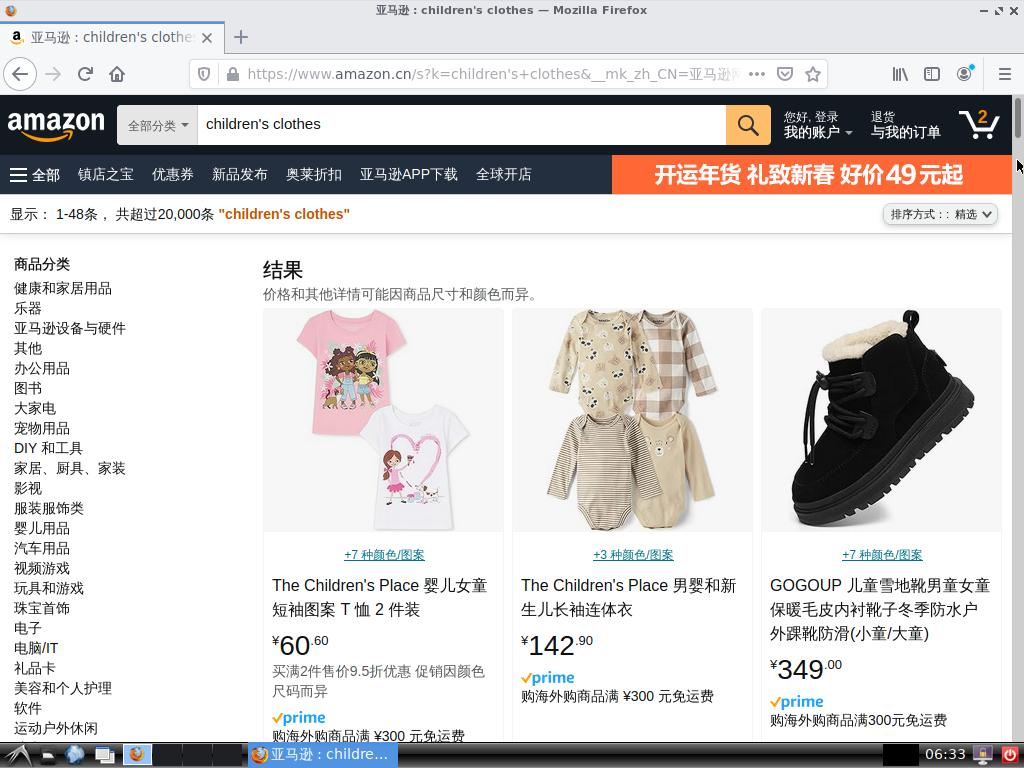 亚马逊 : children's clothes — Mozilla Firefox
亚马逊 : children's clothe
https://www.amazon.cn/s?k=children's+clothes&__mk_zh_CN=亚马逊
amazon
全部分类
children's clothes
您好, 登录
我的账户
退货
与我的订单
2
全部
镇店之宝
优惠券
新品发布
奥莱折扣
亚马逊APP下载
全球开店
开运年货 礼致新春 好价49元起
显示： 1-48条， 共超过20,000条 "children's clothes"
排序方式：: 精选
商品分类
健康和家居用品
乐器
亚马逊设备与硬件
其他
办公用品
图书
大家电
宠物用品
DIY 和工具
家居、厨具、家装
影视
服装服饰类
婴儿用品
汽车用品
视频游戏
玩具和游戏
珠宝首饰
电子
电脑/IT
礼品卡
美容和个人护理
软件
运动户外休闲
结果
价格和其他详情可能因商品尺寸和颜色而异。
+7 种颜色/图案
The Children's Place 婴儿女童
短袖图案 T 恤 2 件装
¥60.60
买满2件售价9.5折优惠 促销因颜色
尺码而异
prime
购海外购商品满 ¥300 元免运费
+3 种颜色/图案
The Children's Place 男婴和新
生儿长袖连体衣
¥142.90
prime
购海外购商品满 ¥300 元免运费
+7 种颜色/图案
GOGOUP 儿童雪地靴男童女童
保暖毛皮内衬靴子冬季防水户
外踝靴防滑(小童/大童)
¥349.00
prime
购海外购商品满300元免运费
亚马逊 : childre...
06:33